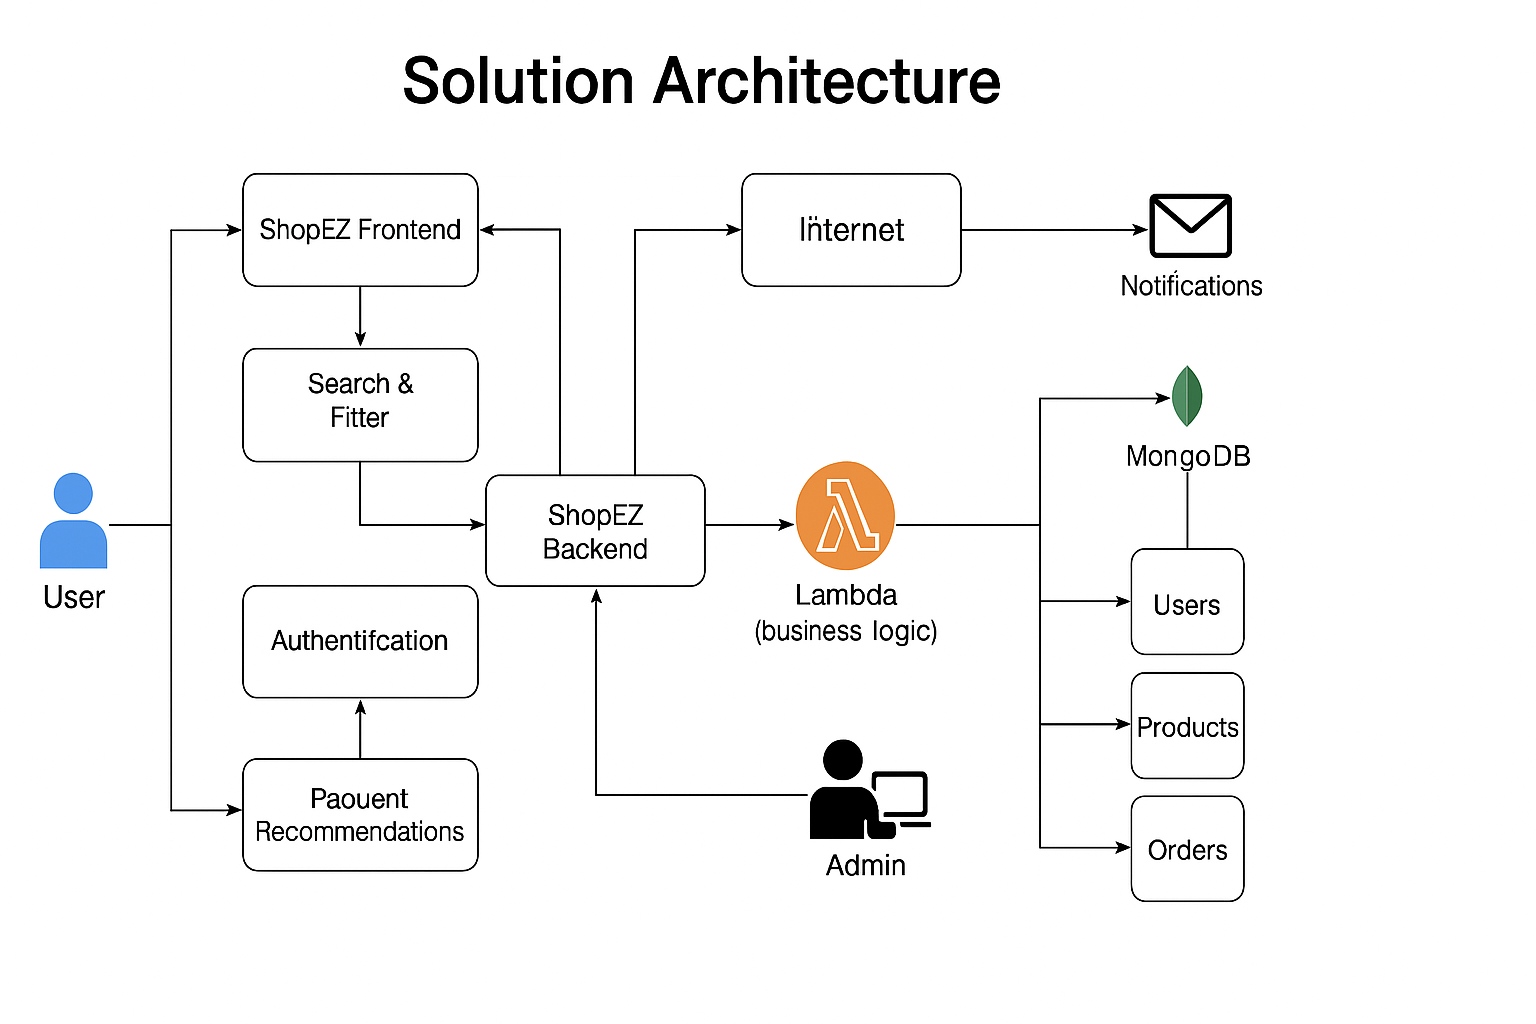 Solution Architecture
ShopEZ Frontend
Internet
Notifications
Search &
Fitter
MongoDB
ShopEZ
Backend
User
Lambda
(business logic)
Users
Authentifcation
Products
Paouent
Recommendations
Admin
Orders